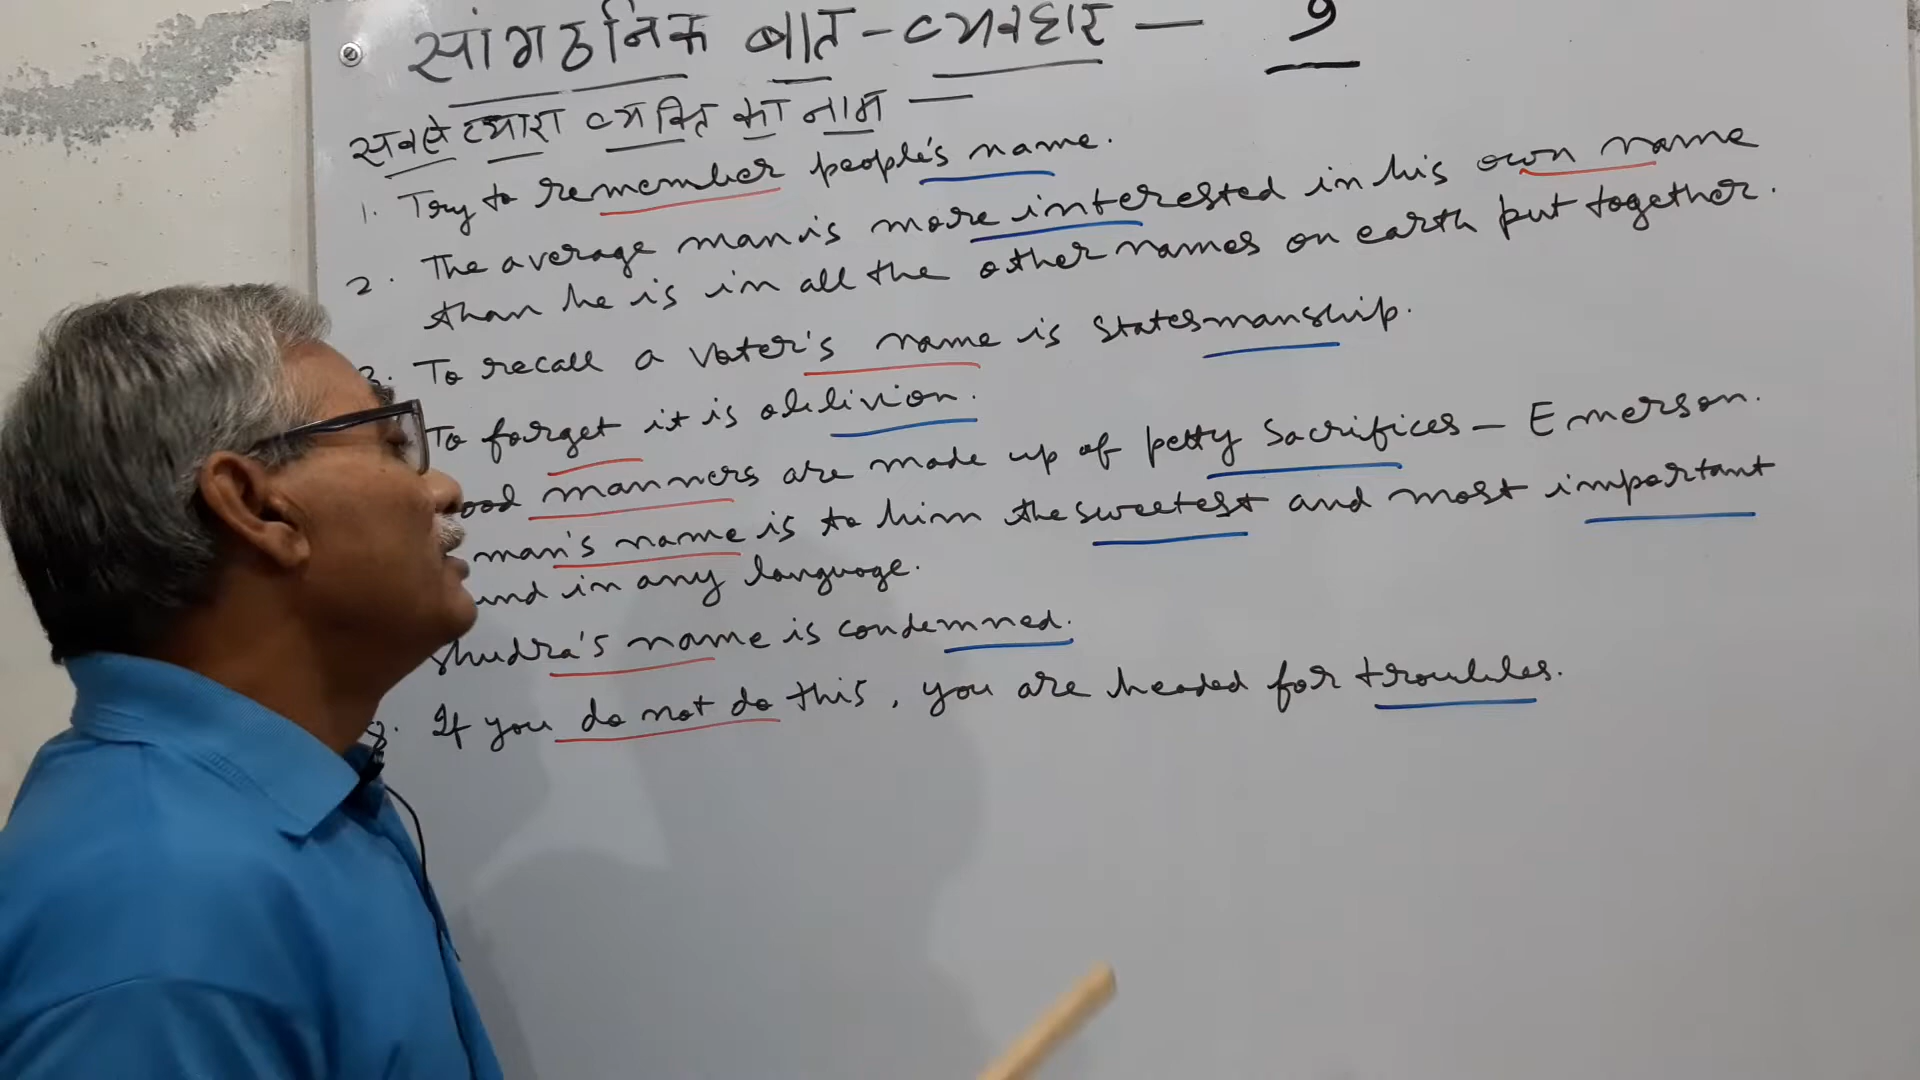 सांगठनिक बात-व्यवहार — 9
सबसे प्यारा व्यक्ति का नाम —
1. Try to remember people's name.
2. The average man is more interested in his own name
than he is in all the other names on earth put together.
3. To recall a voter's name is statesmanship.
To forget it is oblivion.
ood manners are made up of petty sacrifices — Emerson.
man's name is to him the sweetest and most important
und in any language.
Shudra's name is condemned.
8. If you do not do this, you are headed for troubles.